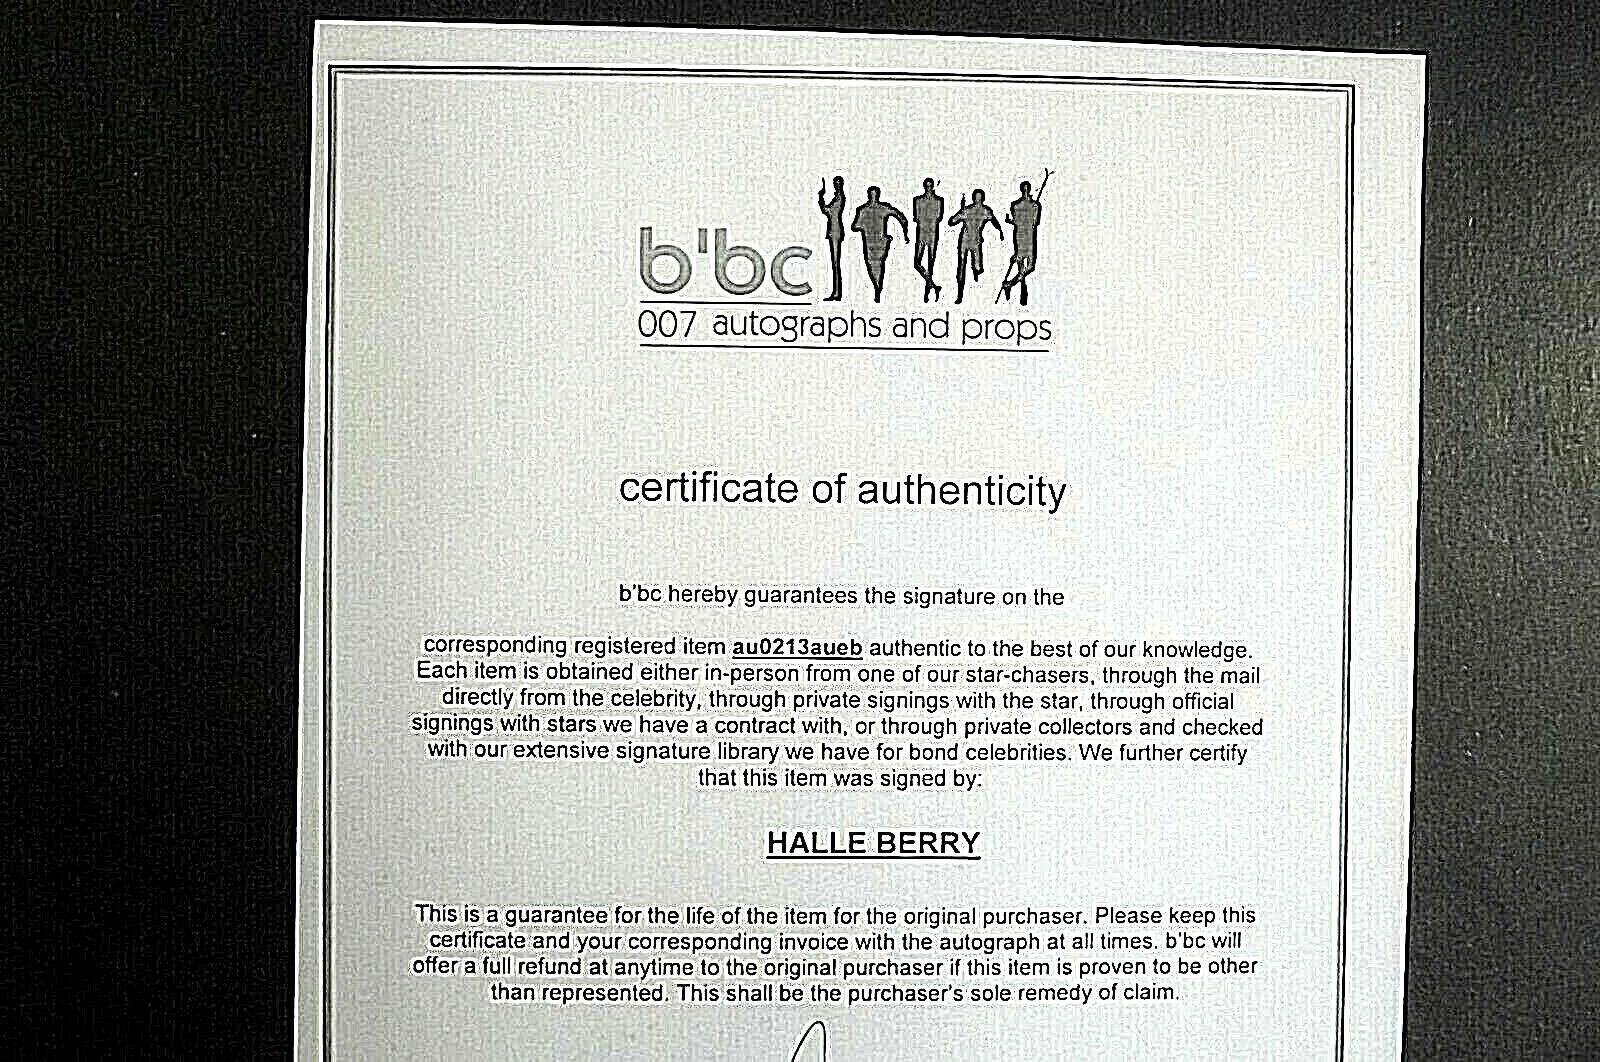 b'bc
007 autographs and props
certificate of authenticity
b'bc hereby guarantees the signature on the
corresponding registered item au0213aueb authentic to the best of our knowledge.
Each item is obtained either in-person from one of our star-chasers, through the mail
directly from the celebrity, through private signings with the star, through official
signings with stars we have a contract with, or through private collectors and checked
with our extensive signature library we have for bond celebrities. We further certify
that this item was signed by:
HALLE BERRY
This is a guarantee for the life of the item for the original purchaser. Please keep this
certificate and your corresponding invoice with the autograph at all times. b'bc will
offer a full refund at anytime to the original purchaser if this item is proven to be other
than represented. This shall be the purchaser's sole remedy of claim.